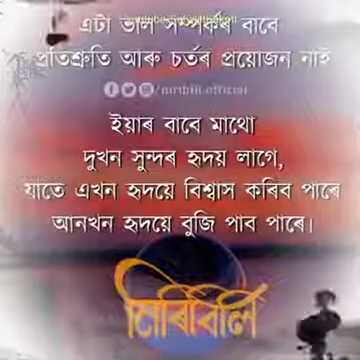 এটা ভাল সম্পৰ্কৰ বাবে
প্ৰতিশ্ৰুতি আৰু চৰ্তৰ প্ৰয়োজন নাই
/niribili.official
ইয়াৰ বাবে মাথো
দুখন সুন্দৰ হৃদয় লাগে,
যাতে এখন হৃদয়ে বিশ্বাস কৰিব পাৰে
আনখন হৃদয়ে বুজি পাব পাৰে।
নিৰিবিলি